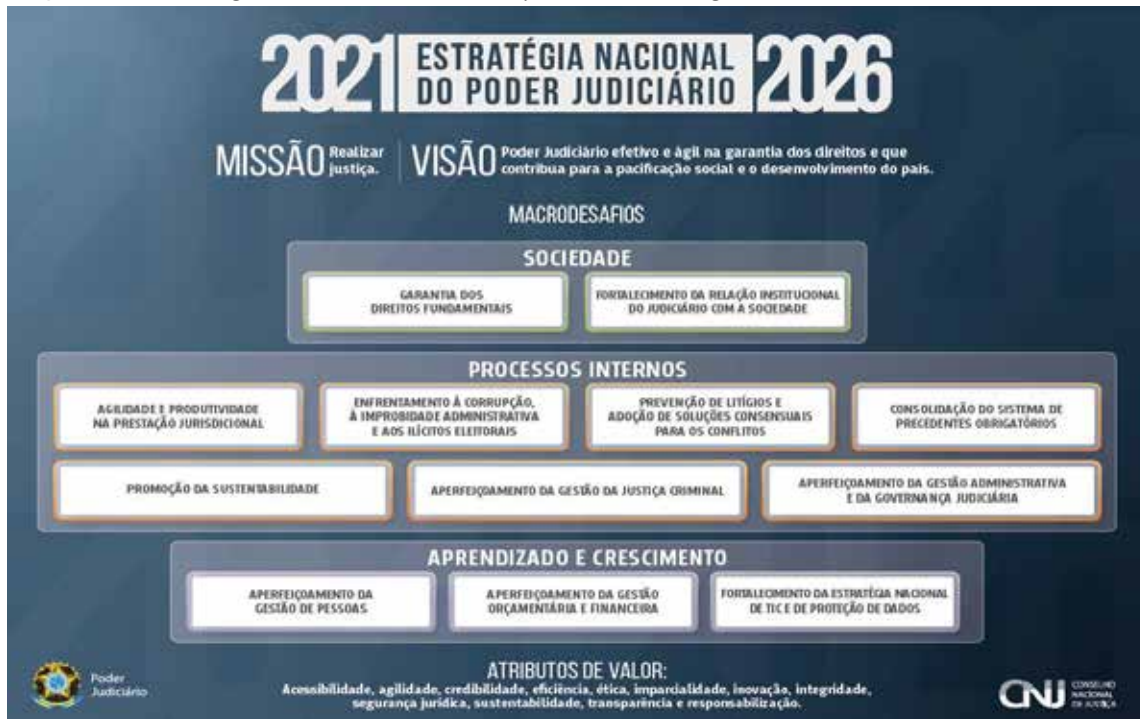 2021 ESTRATÉGIA NACIONAL DO PODER JUDICIÁRIO 2026
MISSÃO Realizar justiça.
VISÃO Poder Judiciário efetivo e ágil na garantia dos direitos e que
contribua para a pacificação social e o desenvolvimento do país.
MACRODESAFIOS
SOCIEDADE
GARANTIA DOS
DIREITOS FUNDAMENTAIS
FORTALECIMENTO DA RELAÇÃO INSTITUCIONAL
DO JUDICIÁRIO COM A SOCIEDADE
PROCESSOS INTERNOS
AGILIDADE E PRODUTIVIDADE
NA PRESTAÇÃO JURISDICIONAL
ENFRENTAMENTO À CORRUPÇÃO,
À IMPROBIDADE ADMINISTRATIVA
E AOS ILÍCITOS ELEITORAIS
PREVENÇÃO DE LITÍGIOS E
ADOÇÃO DE SOLUÇÕES CONSENSUAIS
PARA OS CONFLITOS
CONSOLIDAÇÃO DO SISTEMA DE
PRECEDENTES OBRIGATÓRIOS
PROMOÇÃO DA SUSTENTABILIDADE
APERFEIÇOAMENTO DA GESTÃO DA JUSTIÇA CRIMINAL
APERFEIÇOAMENTO DA GESTÃO ADMINISTRATIVA
E DA GOVERNANÇA JUDICIÁRIA
APRENDIZADO E CRESCIMENTO
APERFEIÇOAMENTO DA
GESTÃO DE PESSOAS
APERFEIÇOAMENTO DA GESTÃO
ORÇAMENTÁRIA E FINANCEIRA
FORTALECIMENTO DA ESTRATÉGIA NACIONAL
DE TIC E DE PROTEÇÃO DE DADOS
ATRIBUTOS DE VALOR:
Acessibilidade, agilidade, credibilidade, eficiência, ética, imparcialidade, inovação, integridade,
segurança jurídica, sustentabilidade, transparência e responsabilização.
Poder
Judiciário
CNJ
CONSELHO
NACIONAL
DE JUSTIÇA